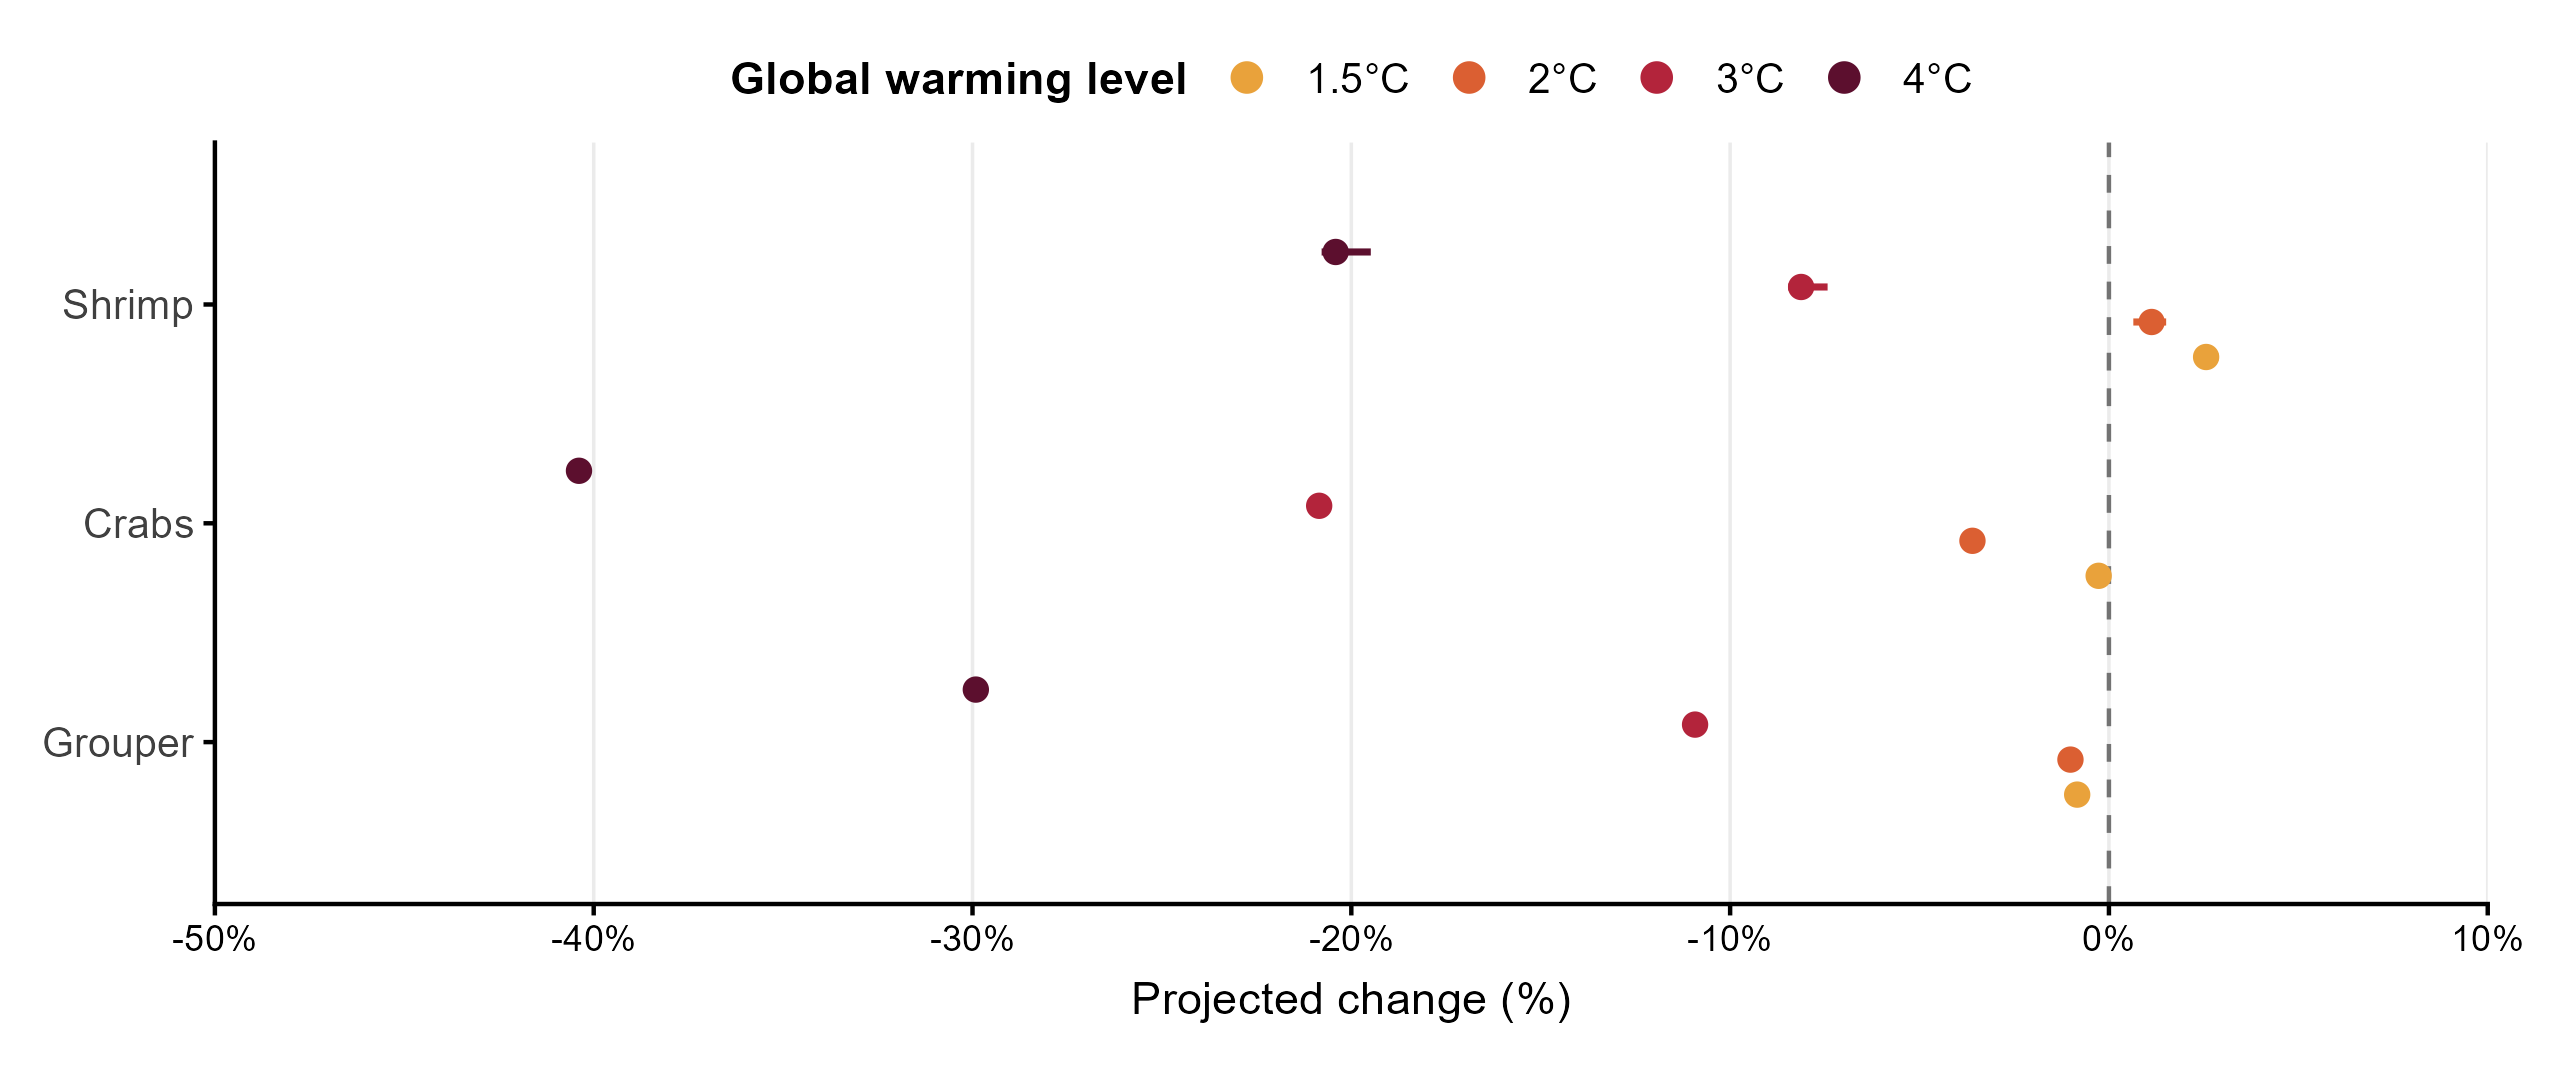 Global warming level 1.5°C 2°C 3°C 4°C
Shrimp
Crabs
Grouper
-50% -40% -30% -20% -10% 0% 10%
Projected change (%)